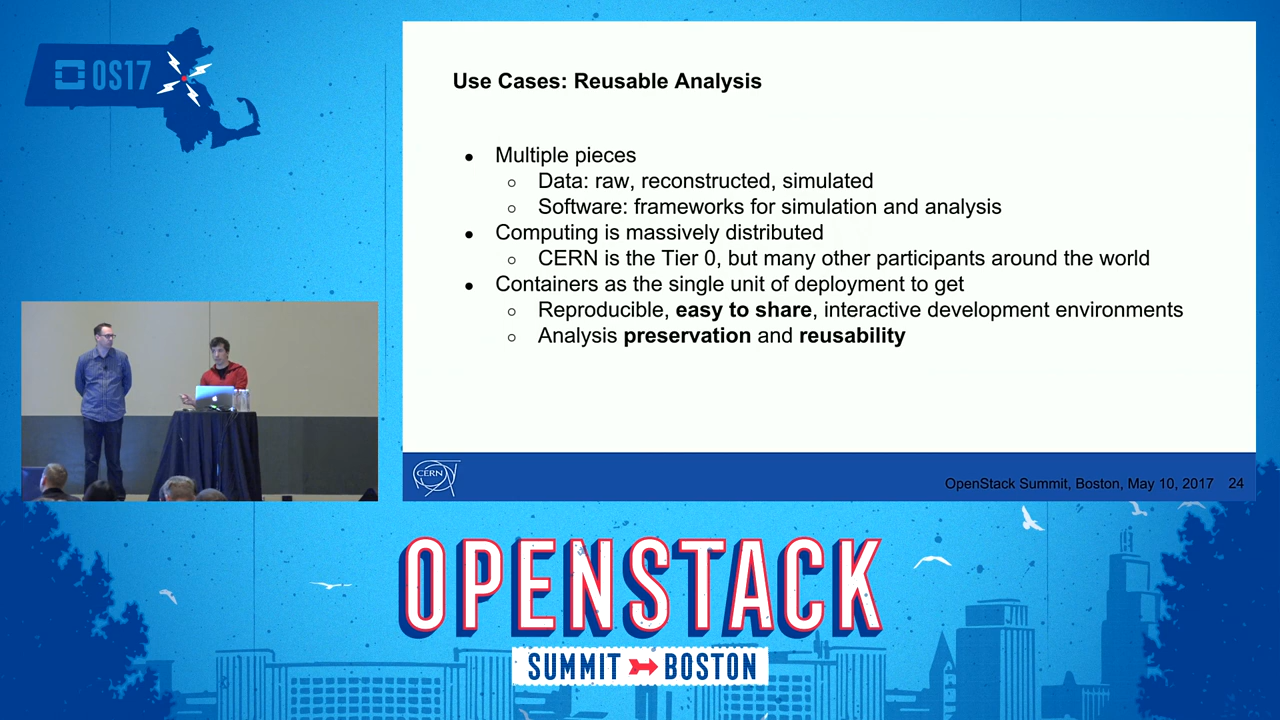 OS17
Use Cases: Reusable Analysis
● Multiple pieces
○ Data: raw, reconstructed, simulated
○ Software: frameworks for simulation and analysis
● Computing is massively distributed
○ CERN is the Tier 0, but many other participants around the world
● Containers as the single unit of deployment to get
○ Reproducible, easy to share, interactive development environments
○ Analysis preservation and reusability
CERN
OpenStack Summit, Boston, May 10, 2017 24
OPENSTACK
SUMMIT BOSTON